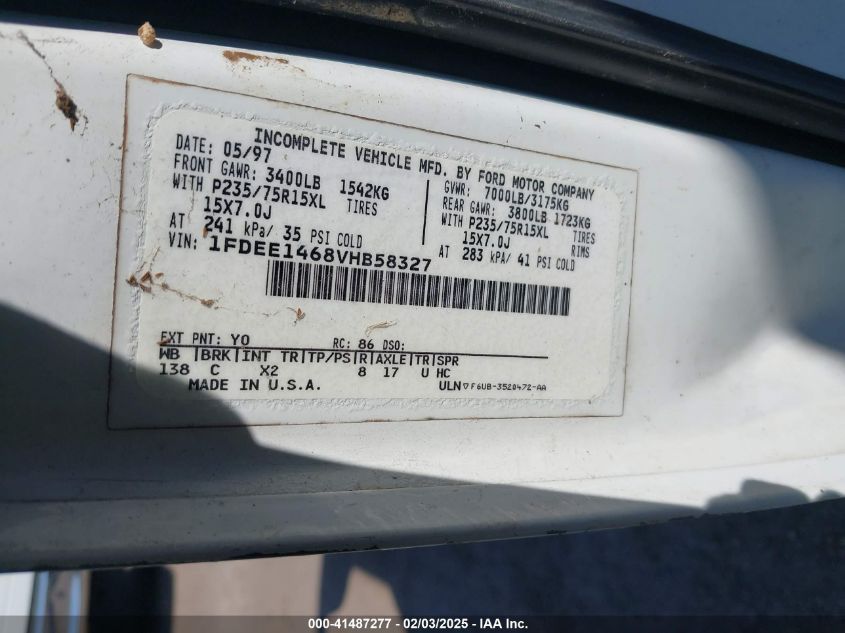 INCOMPLETE VEHICLE MFD. BY FORD MOTOR COMPANY
DATE: 05/97 GVWR: 7000LB/3175KG
FRONT GAWR: 3400LB 1542KG REAR GAWR: 3800LB 1723KG
WITH P235/75R15XL TIRES WITH P235/75R15XL TIRES
15X7.0J 15X7.0J RIMS
AT 241 kPa/ 35 PSI COLD AT 283 kPa/ 41 PSI COLD
VIN: 1FDEE1468VHB58327
EXT PNT: YO RC: 86 DSO:
WB |BRK|INT TR|TP/PS|R|AXLE|TR|SPR
138 C X2 8 17 U HC
MADE IN U.S.A. ULN ▽F6UB-3520472-AA
000-41487277 - 02/03/2025 - IAA Inc.